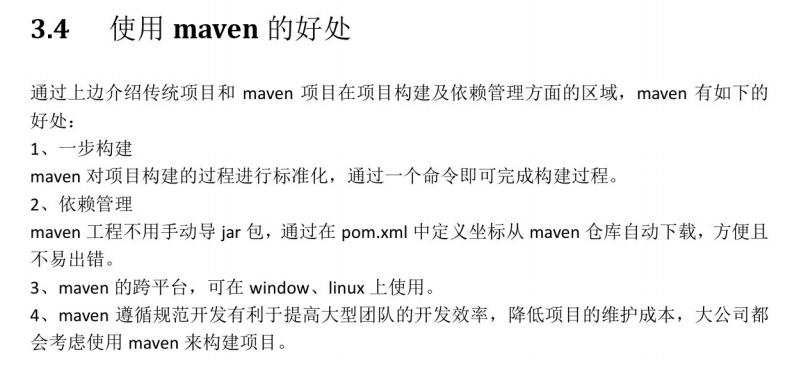 3.4 使用 maven 的好处
通过上边介绍传统项目和 maven 项目在项目构建及依赖管理方面的区域，maven 有如下的
好处：
1、一步构建
maven 对项目构建的过程进行标准化，通过一个命令即可完成构建过程。
2、依赖管理
maven 工程不用手动导 jar 包，通过在 pom.xml 中定义坐标从 maven 仓库自动下载，方便且
不易出错。
3、maven 的跨平台，可在 window、linux 上使用。
4、maven 遵循规范开发有利于提高大型团队的开发效率，降低项目的维护成本，大公司都
会考虑使用 maven 来构建项目。